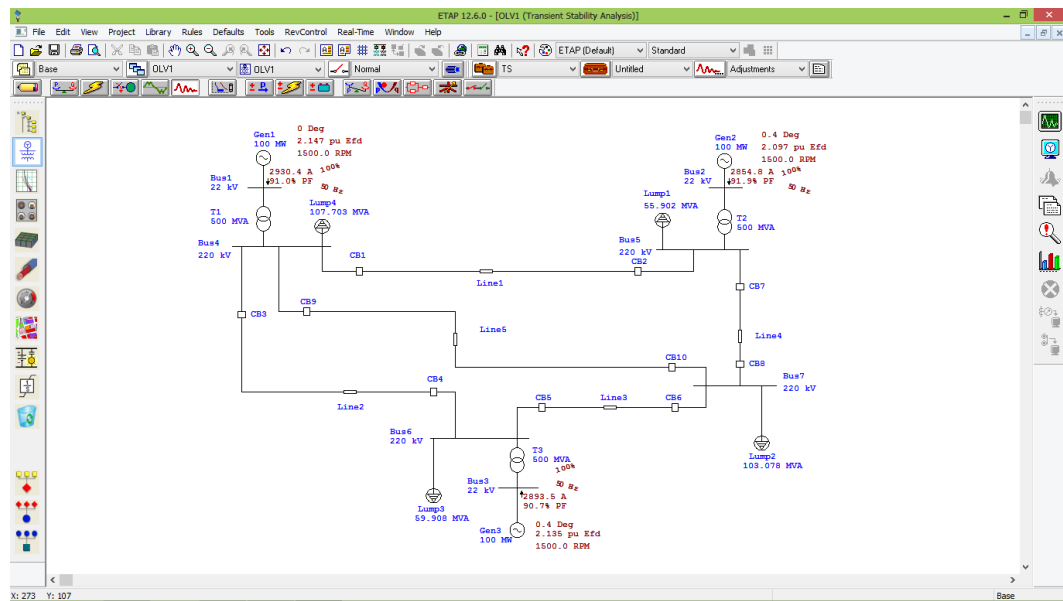 ETAP 12.6.0 - [OLV1 (Transient Stability Analysis)]
File Edit View Project Library Rules Defaults Tools RevControl Real-Time Window Help
ETAP (Default) Standard
Base OLV1 OLV1 Normal TS Untitled Adjustments
0 Deg
Gen1
100 MW
2.147 pu Efd
1500.0 RPM
2930.4 A
100%
91.0% PF
50 Hz
Bus1
22 kV
T1
500 MVA
Lump4
107.703 MVA
Bus4
220 kV
CB1
Line1
CB2
0.4 Deg
Gen2
100 MW
2.097 pu Efd
1500.0 RPM
2854.8 A
100%
91.9% PF
50 Hz
Bus2
22 kV
Lump1
55.902 MVA
T2
500 MVA
Bus5
220 kV
CB7
CB9
CB3
Line5
Line4
CB10
CB8
Bus7
220 kV
CB4
Line2
CB5
Line3
CB6
Bus6
220 kV
T3
500 MVA
100%
Bus3
22 kV
50 Hz
2893.5 A
90.7% PF
Lump2
103.078 MVA
Lump3
59.908 MVA
Gen3
100 MW
0.4 Deg
2.135 pu Efd
1500.0 RPM
X: 273 Y: 107
Base